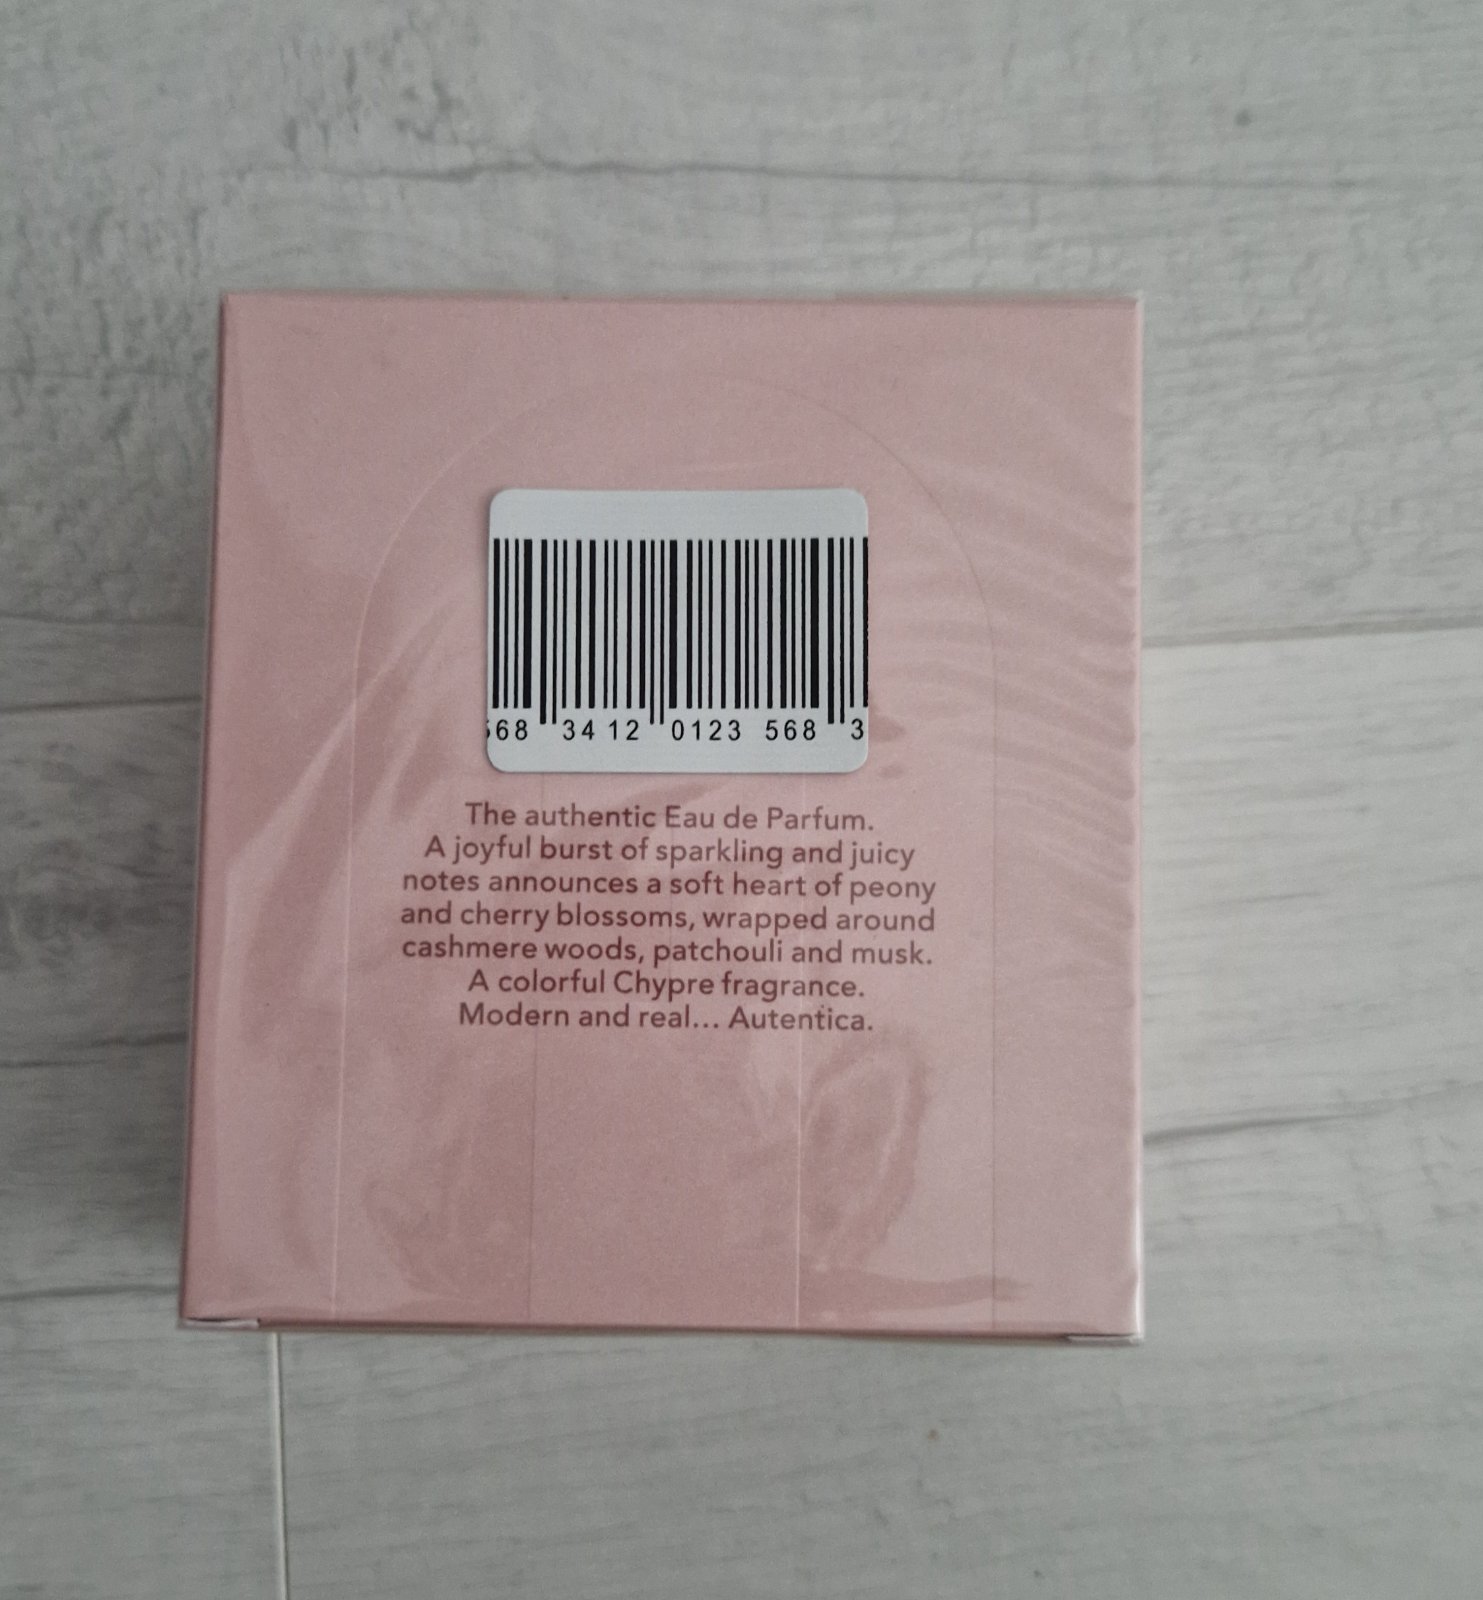 68 3412 0123 568 3
The authentic Eau de Parfum.
A joyful burst of sparkling and juicy
notes announces a soft heart of peony
and cherry blossoms, wrapped around
cashmere woods, patchouli and musk.
A colorful Chypre fragrance.
Modern and real... Autentica.